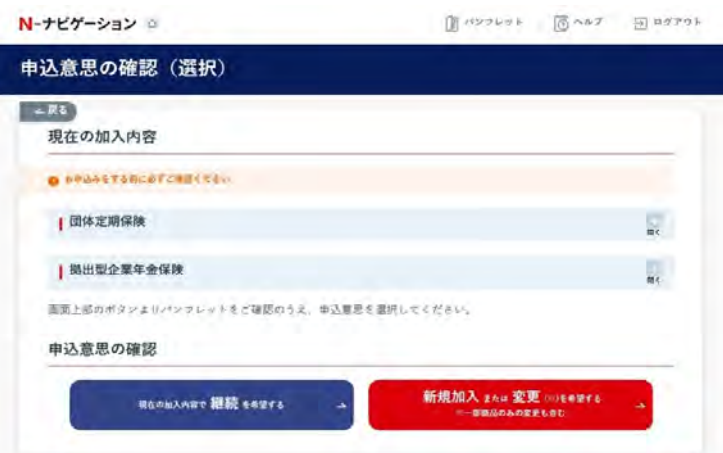 N-ナビゲーション
パンフレット ヘルプ ログアウト
申込意思の確認（選択）
戻る
現在の加入内容
お申込みをする前に必ずご確認ください
団体定期保険
開く
拠出型企業年金保険
開く
画面上部のボタンよりパンフレットをご確認のうえ、申込意思を選択してください。
申込意思の確認
現在の加入内容で 継続 を希望する
新規加入 または 変更 (※)を希望する
※一部商品のみの変更も含む